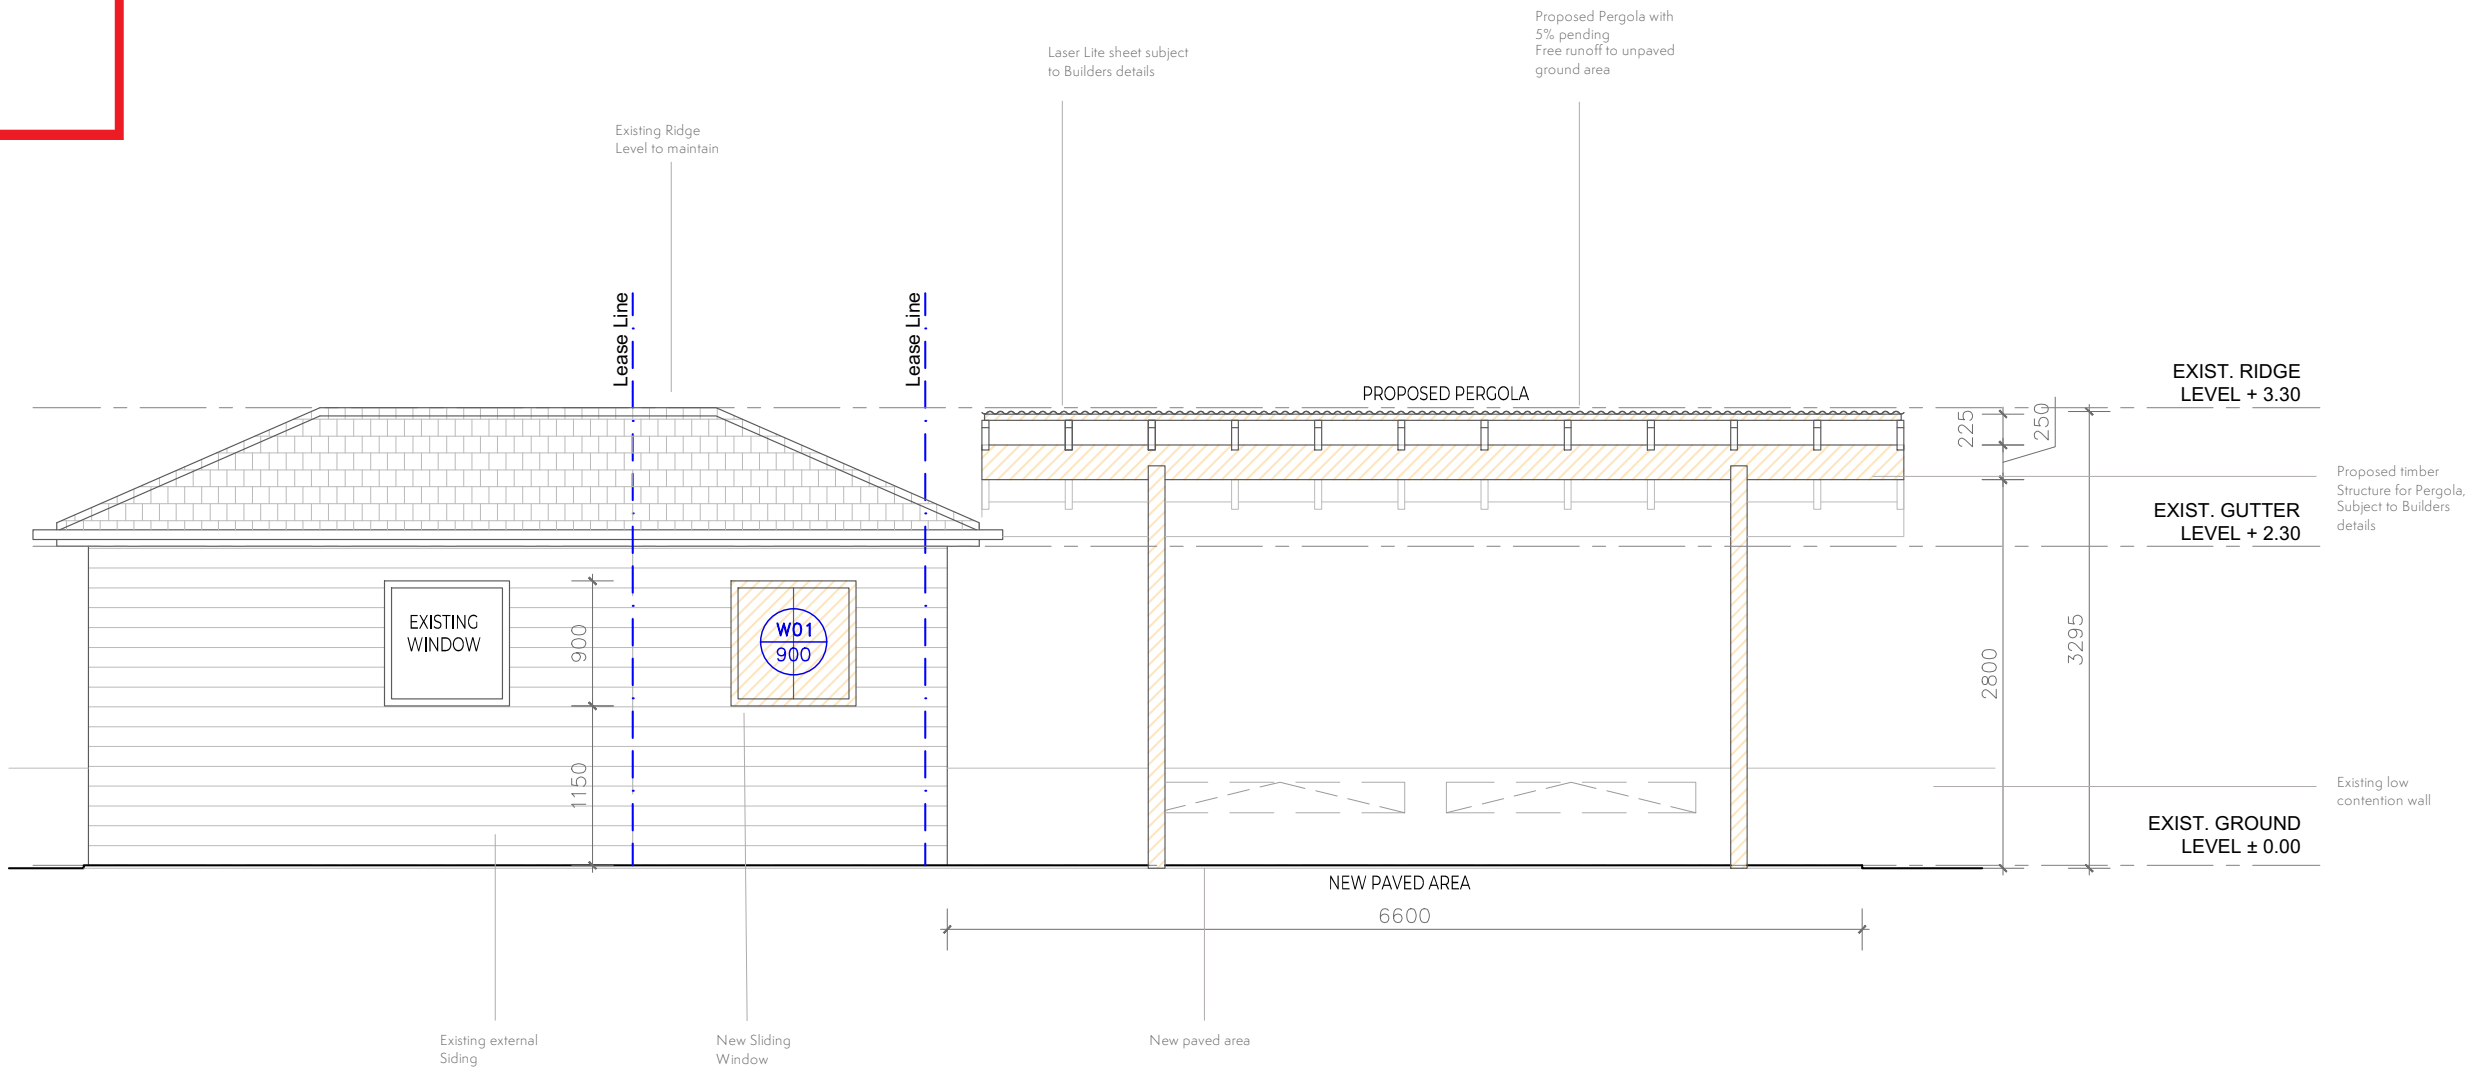 Proposed Pergola with
5% pending
Free runoff to unpaved
ground area
Laser Lite sheet subject
to Builders details
Existing Ridge
Level to maintain
Lease Line
Lease Line
PROPOSED PERGOLA
EXIST. RIDGE
LEVEL + 3.30
225
250
Proposed timber
Structure for Pergola,
Subject to Builders
details
EXIST. GUTTER
LEVEL + 2.30
EXISTING
WINDOW
900
W01
900
3295
2800
1150
Existing low
contention wall
EXIST. GROUND
LEVEL ± 0.00
NEW PAVED AREA
6600
Existing external
Siding
New Sliding
Window
New paved area